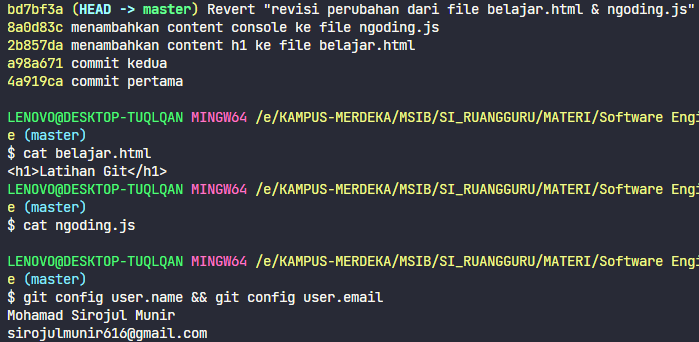 bd7bf3a (HEAD -> master) Revert "revisi perubahan dari file belajar.html & ngoding.js"
8a0d83c menambahkan content console ke file ngoding.js
2b857da menambahkan content h1 ke file belajar.html
a98a671 commit kedua
4a919ca commit pertama
LENOVO@DESKTOP-TUQLQAN MINGW64 /e/KAMPUS-MERDEKA/MSIB/SI_RUANGGURU/MATERI/Software Engi
e (master)
$ cat belajar.html
<h1>Latihan Git</h1>
LENOVO@DESKTOP-TUQLQAN MINGW64 /e/KAMPUS-MERDEKA/MSIB/SI_RUANGGURU/MATERI/Software Engi
e (master)
$ cat ngoding.js
LENOVO@DESKTOP-TUQLQAN MINGW64 /e/KAMPUS-MERDEKA/MSIB/SI_RUANGGURU/MATERI/Software Engi
e (master)
$ git config user.name && git config user.email
Mohamad Sirojul Munir
sirojulmunir616@gmail.com